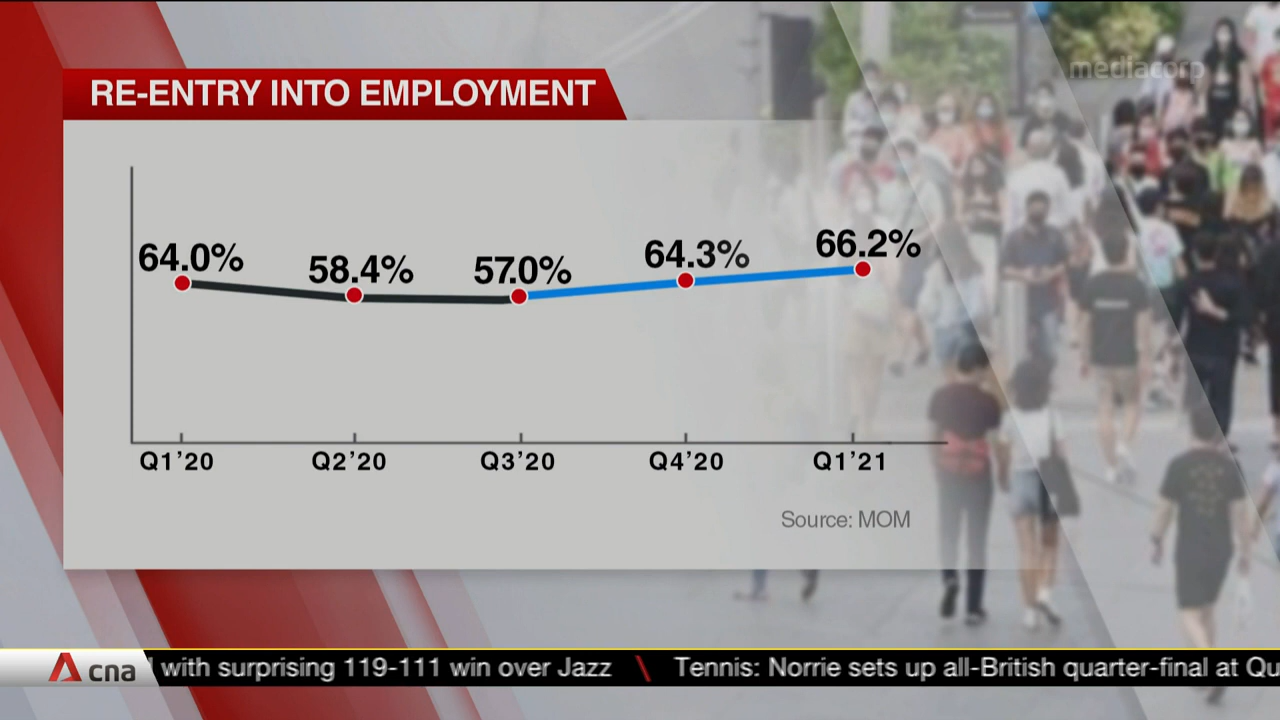 mediacorp
RE-ENTRY INTO EMPLOYMENT
64.0%
58.4%
57.0%
64.3%
66.2%
Q1’20
Q2’20
Q3’20
Q4’20
Q1’21
Source: MOM
cna
with surprising 119-111 win over Jazz \ Tennis: Norrie sets up all-British quarter-final at Qu